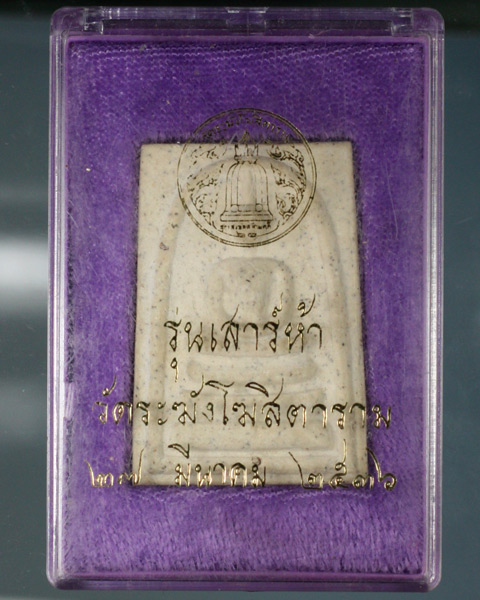 รุ่นเสาร์ห้า
วัดระฆังโฆสิตาราม
๒๗ มีนาคม ๒๕๓๖